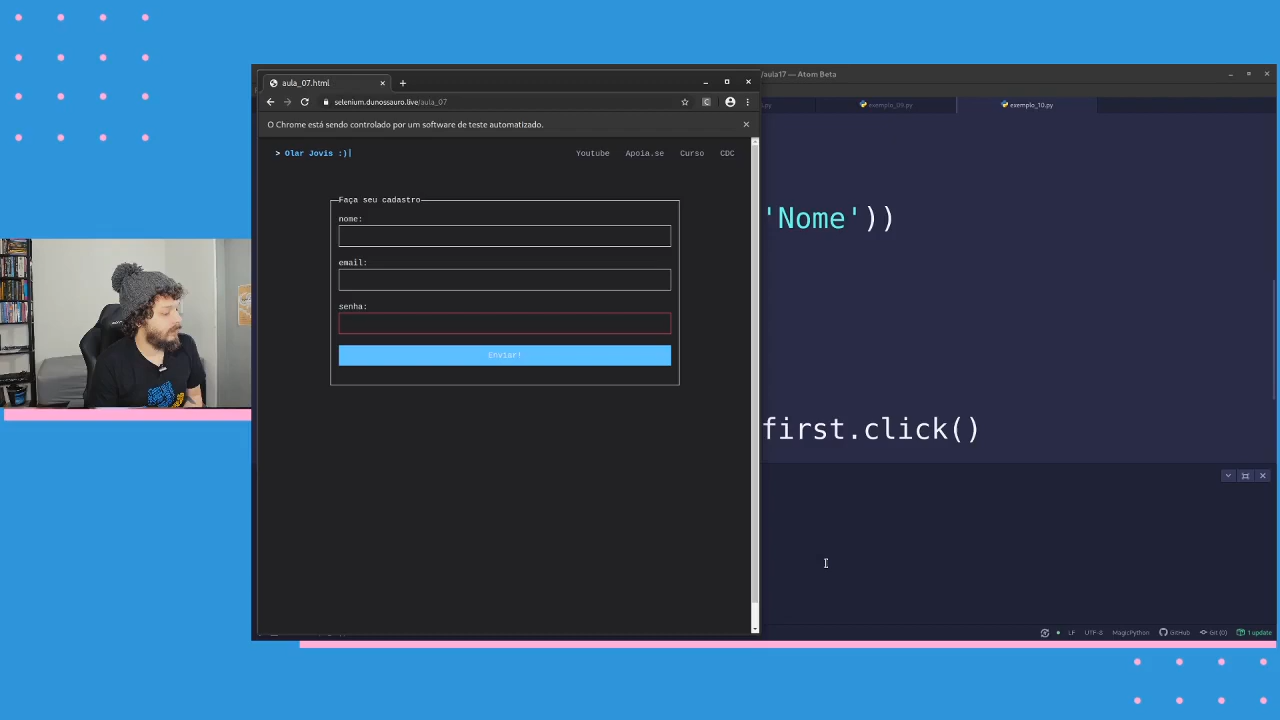 aula_07.html
/aula17 — Atom Beta
selenium.dunossauro.live/aula_07
.py
exemplo_09.py
exemplo_10.py
O Chrome está sendo controlado por um software de teste automatizado.
> Olar Jovis :)|
Youtube
Apoia.se
Curso
CDC
Faça seu cadastro
nome:
'Nome'))
email:
senha:
Enviar!
first.click()
LF
UTF-8
MagicPython
GitHub
Git (0)
1 update